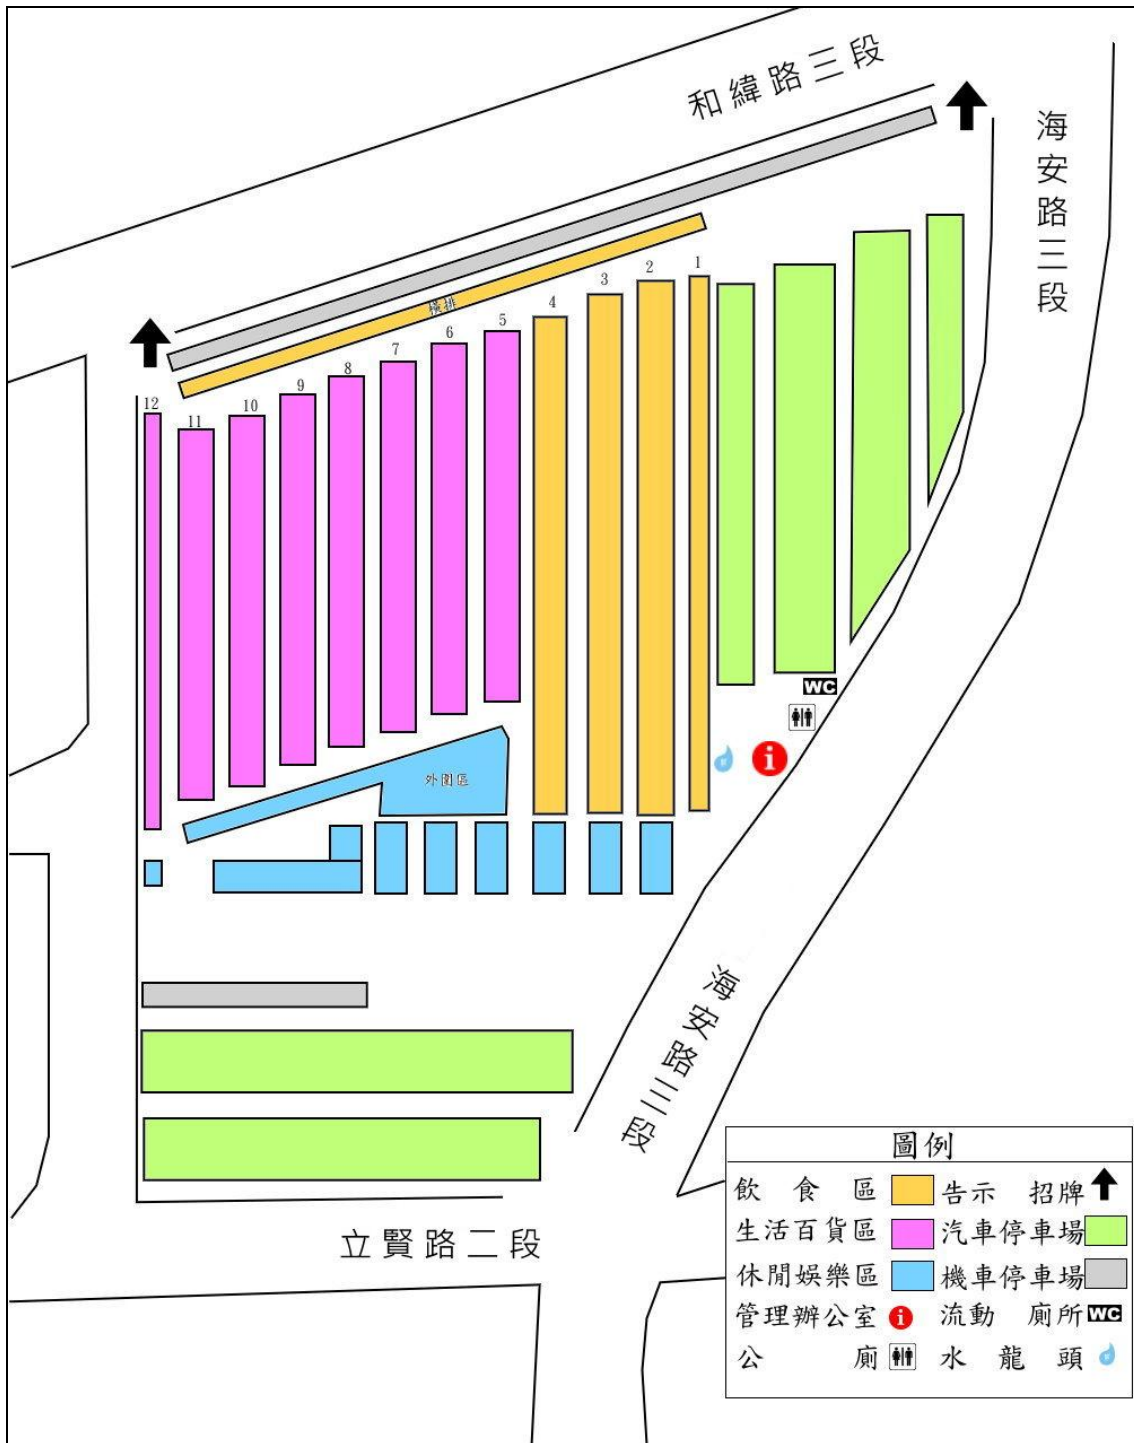 和緯路三段
海安路三段
橫排
1
2
3
4
5
6
7
8
9
10
11
12
WC
i
外圍區
海安路三段
立賢路二段
圖例
飲食區 告示招牌
生活百貨區 汽車停車場
休閒娛樂區 機車停車場
管理辦公室 i 流動廁所 WC
公廁 水龍頭